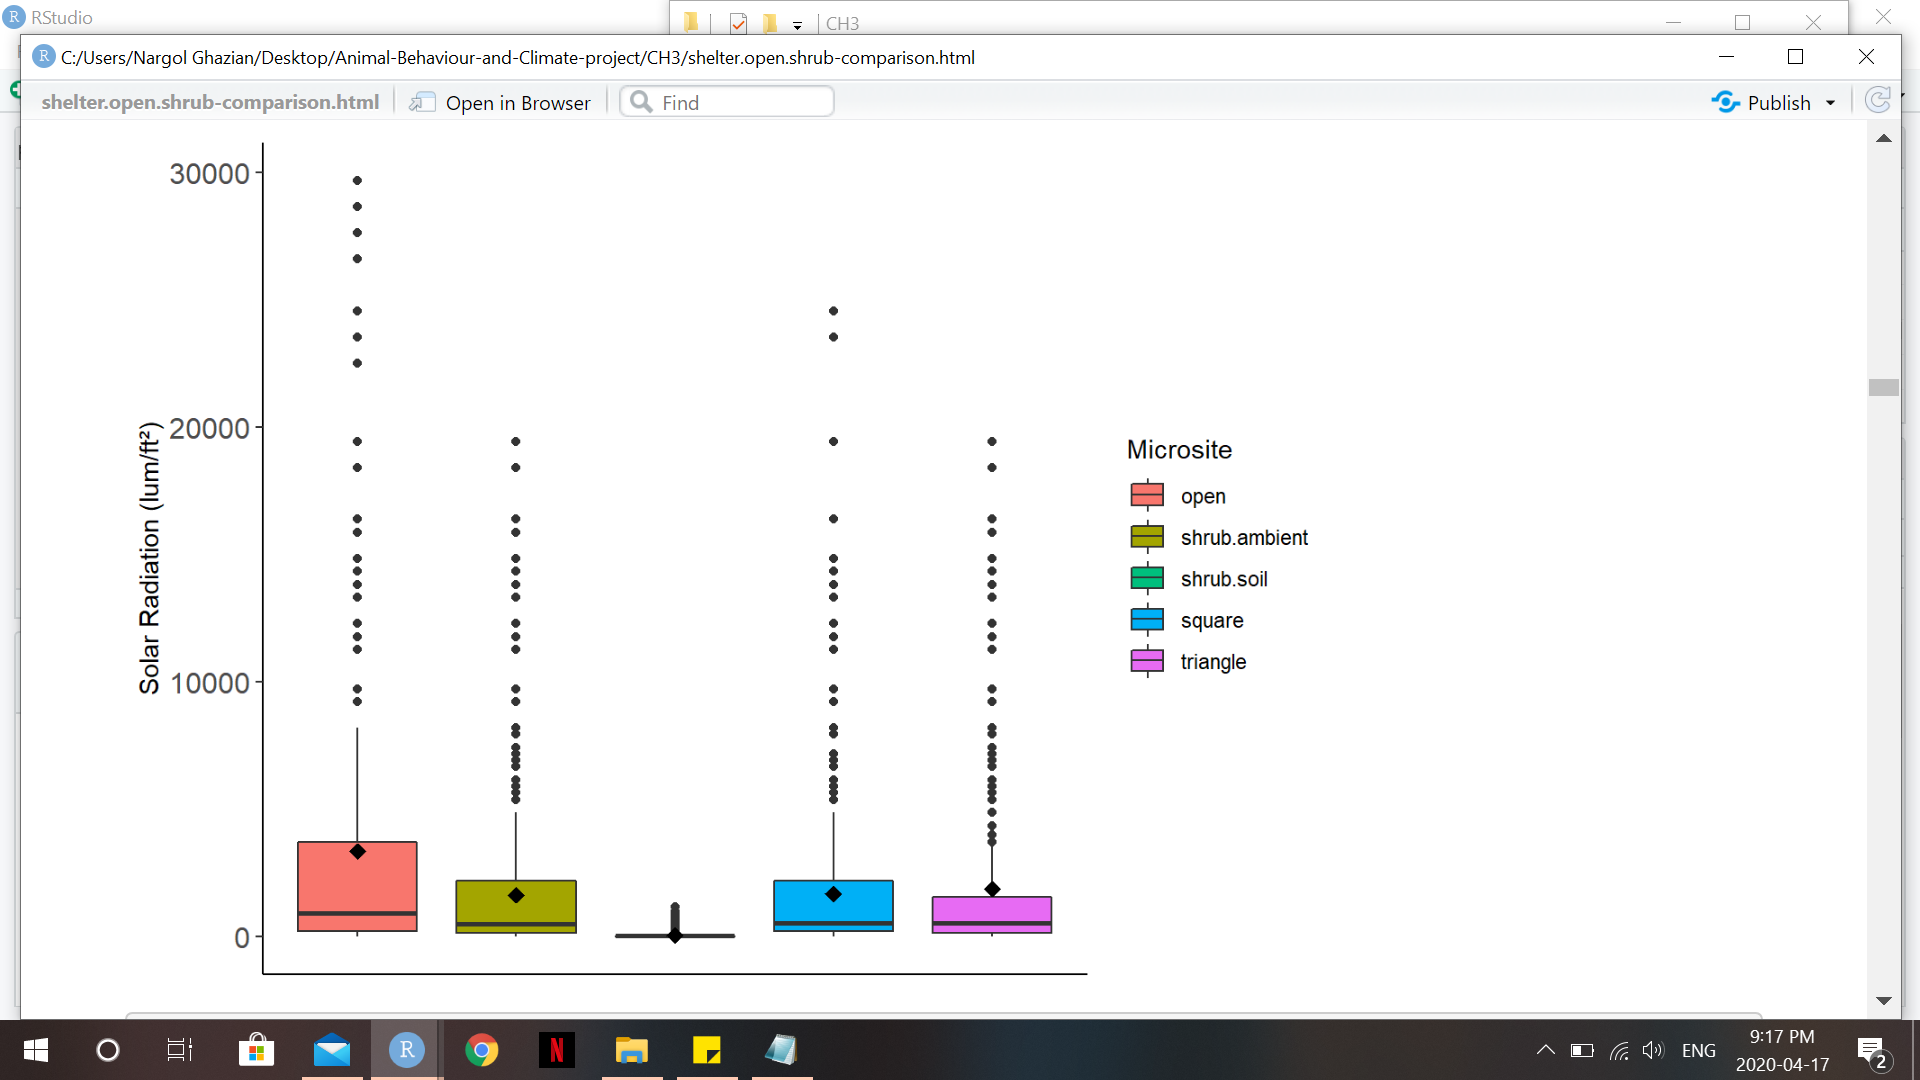 RStudio
CH3
C:/Users/Nargol Ghazian/Desktop/Animal-Behaviour-and-Climate-project/CH3/shelter.open.shrub-comparison.html
shelter.open.shrub-comparison.html Open in Browser Find Publish
30000
20000
10000
0
Solar Radiation (lum/ft²)
Microsite
open
shrub.ambient
shrub.soil
square
triangle
R
N
ENG
9:17 PM
2020-04-17
2